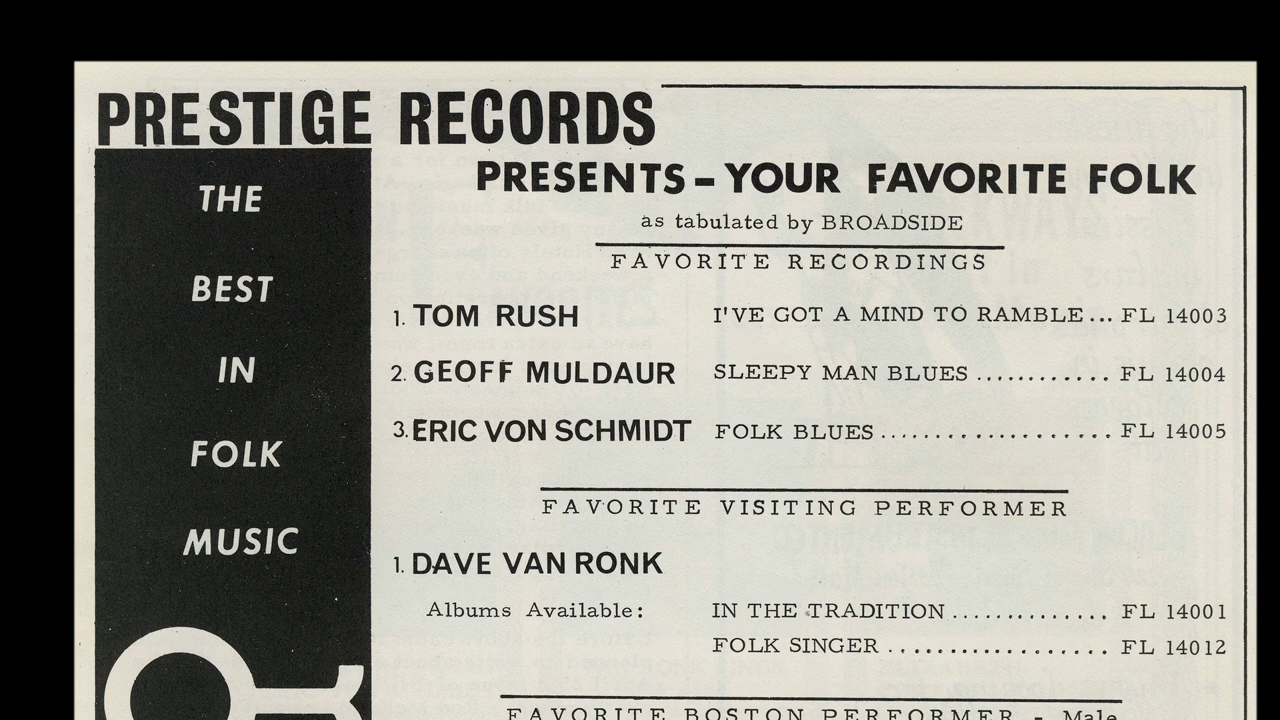 PRESTIGE RECORDS
THE
BEST
IN
FOLK
MUSIC
PRESENTS - YOUR FAVORITE FOLK
as tabulated by BROADSIDE
FAVORITE RECORDINGS
1. TOM RUSH I'VE GOT A MIND TO RAMBLE... FL 14003
2. GEOFF MULDAUR SLEEPY MAN BLUES ............ FL 14004
3. ERIC VON SCHMIDT FOLK BLUES .................... FL 14005
FAVORITE VISITING PERFORMER
1. DAVE VAN RONK
Albums Available: IN THE TRADITION .............. FL 14001
FOLK SINGER .................... FL 14012
FAVORITE BOSTON PERFORMER - Male